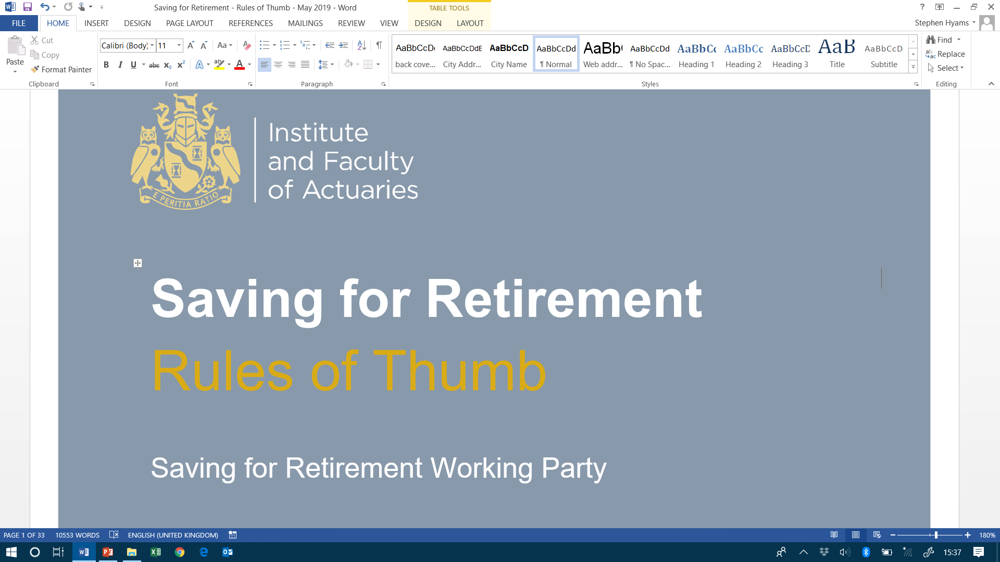 Saving for Retirement - Rules of Thumb - May 2019 - Word
TABLE TOOLS
FILE HOME INSERT DESIGN PAGE LAYOUT REFERENCES MAILINGS REVIEW VIEW DESIGN LAYOUT
Stephen Hyams
Paste
Cut
Copy
Format Painter
Clipboard
Calibri (Body) 11
Font
Paragraph
AaBbCcDc AaBbCcDdE AaBbCcD AaBbCcDd AaBb( AaBbCcDd AaBbCc AaBbCc AaBbCcD AaB AaBbCcD
back cove... City Addr... City Name ¶ Normal Web addr... ¶ No Spac... Heading 1 Heading 2 Heading 3 Title Subtitle
Styles
Find
Replace
Select
Editing
Institute
and Faculty
of Actuaries
E PERITIA RATIO
Saving for Retirement
Rules of Thumb
Saving for Retirement Working Party
PAGE 1 OF 33 10553 WORDS ENGLISH (UNITED KINGDOM) 180%
15:37